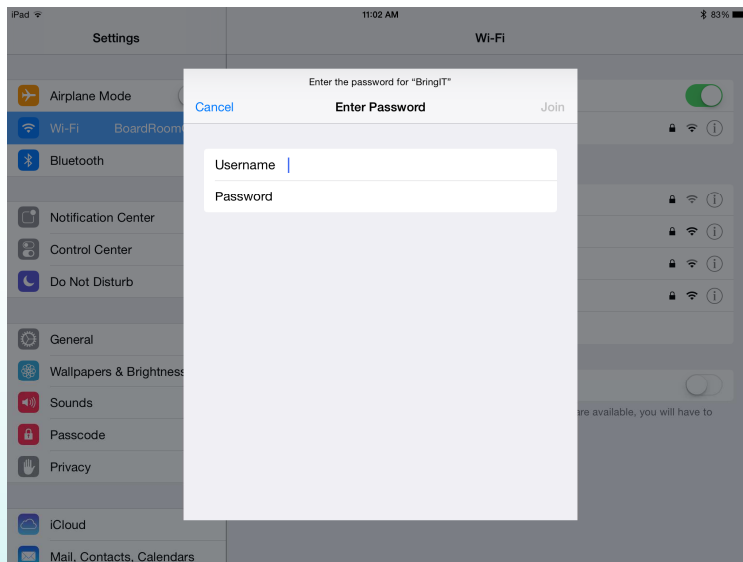 iPad 11:02 AM 83%
Settings Wi-Fi
Enter the password for “BringIT”
Cancel Enter Password Join
Username
Password
Airplane Mode
Wi-Fi BoardRoom
Bluetooth
Notification Center
Control Center
Do Not Disturb
General
Wallpapers & Brightness
Sounds
Passcode
Privacy
iCloud
Mail, Contacts, Calendars
are available, you will have to